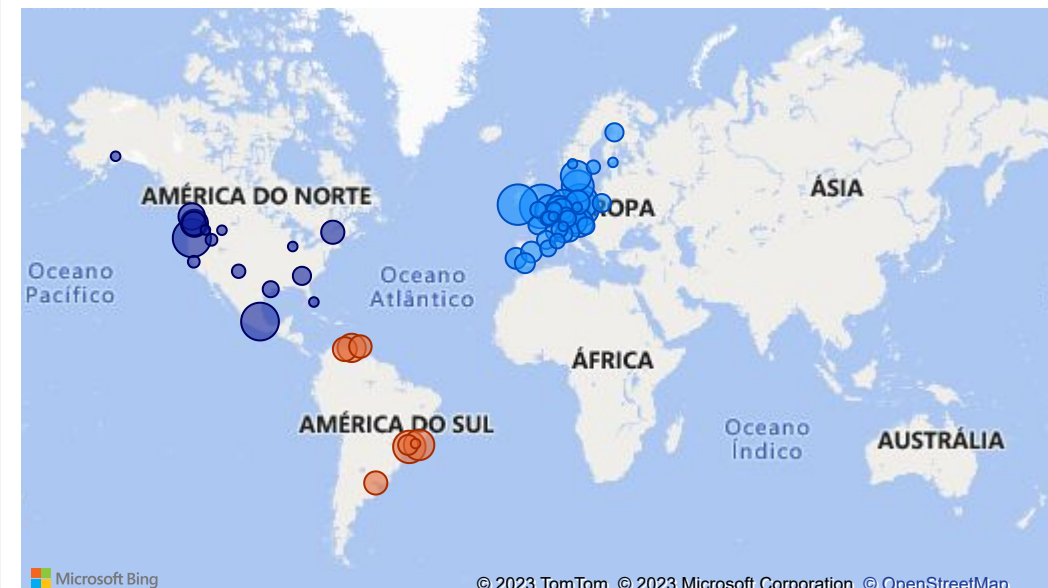 AMÉRICA DO NORTE
ROPA
ÁSIA
Oceano
Pacífico
Oceano
Atlântico
ÁFRICA
AMÉRICA DO SUL
Oceano
Índico
AUSTRÁLIA
Microsoft Bing
© 2023 TomTom, © 2023 Microsoft Corporation, © OpenStreetMap